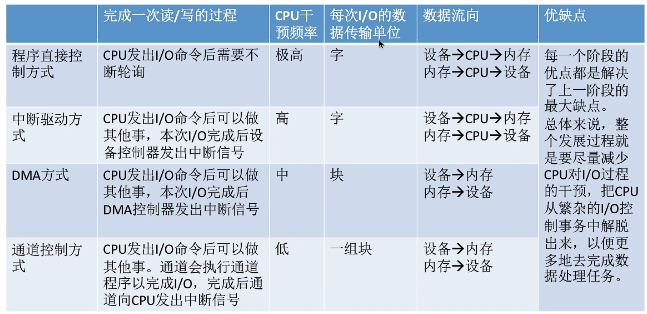 完成一次读/写的过程
CPU干
预频率
每次I/O的数
据传输单位
数据流向
优缺点
程序直接控
制方式
CPU发出I/O命令后需要不
断轮询
极高
字
设备→CPU→内存
内存→CPU→设备
每一个阶段的
优点都是解决
了上一阶段的
最大缺点。
总体来说，整
个发展过程就
是要尽量减少
CPU对I/O过程
的干预，把CPU
从繁杂的I/O控
制事务中解脱
出来，以便更
多地去完成数
据处理任务。
中断驱动方
式
CPU发出I/O命令后可以做
其他事，本次I/O完成后设
备控制器发出中断信号
高
字
设备→CPU→内存
内存→CPU→设备
DMA方式
CPU发出I/O命令后可以做
其他事，本次I/O完成后
DMA控制器发出中断信号
中
块
设备→内存
内存→设备
通道控制方
式
CPU发出I/O命令后可以做
其他事。通道会执行通道
程序以完成I/O，完成后通
道向CPU发出中断信号
低
一组块
设备→内存
内存→设备